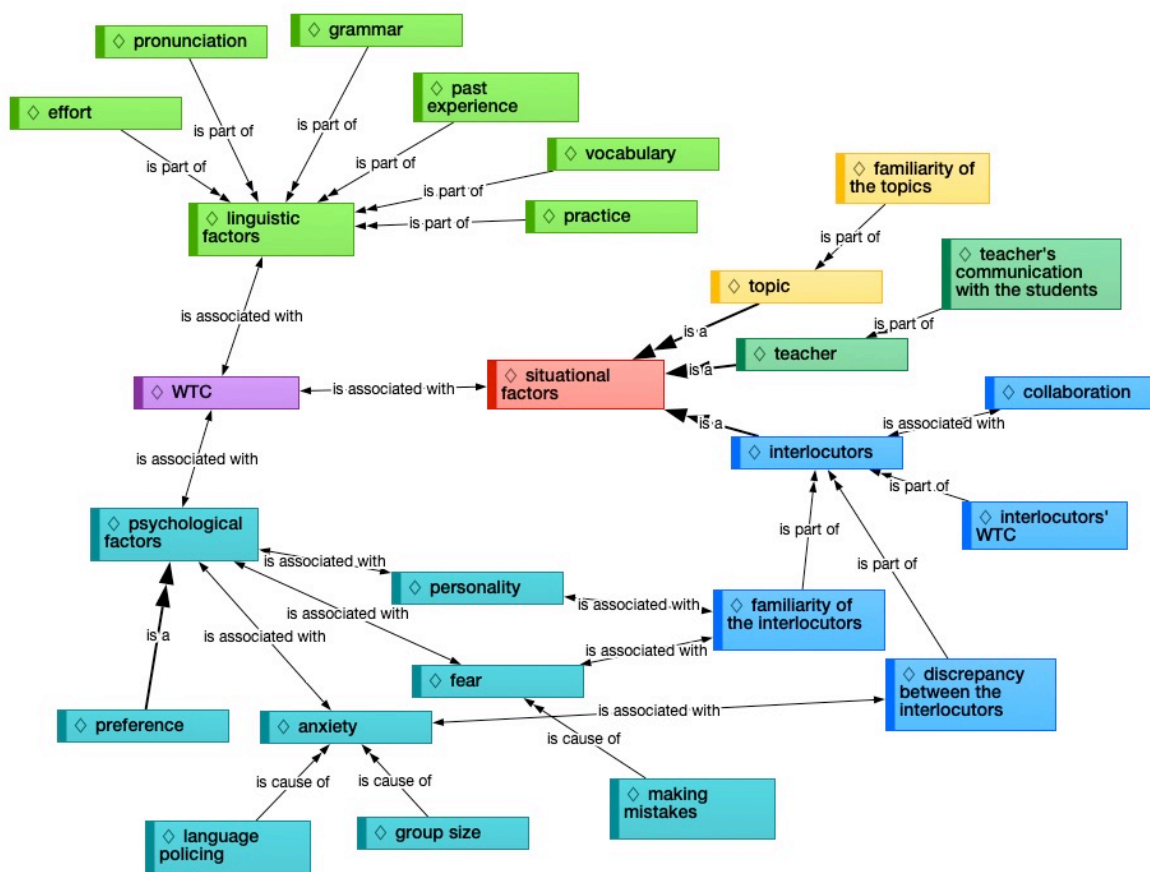 ◇ grammar
◇ pronunciation
◇ past
experience
◇ effort
is part of
is part of
is part of
is part of
is part of
◇ vocabulary
is part of
is part of
◇ practice
◇ linguistic
factors
◇ familiarity of
the topics
is part of
◇ teacher's
communication
with the students
◇ topic
is associated with
is part of
is a
◇ teacher
is a
◇ situational
factors
◇ WTC
is associated with
◇ collaboration
is a
is associated with
◇ interlocutors
is associated with
is part of
◇ interlocutors'
WTC
◇ psychological
factors
is part of
is part of
is associated with
◇ personality
is associated with
◇ familiarity of
the interlocutors
is associated with
is a
is associated with
is associated with
◇ fear
◇ discrepancy
between the
interlocutors
◇ preference
◇ anxiety
is associated with
is cause of
is cause of
is cause of
◇ making
mistakes
◇ language
policing
◇ group size